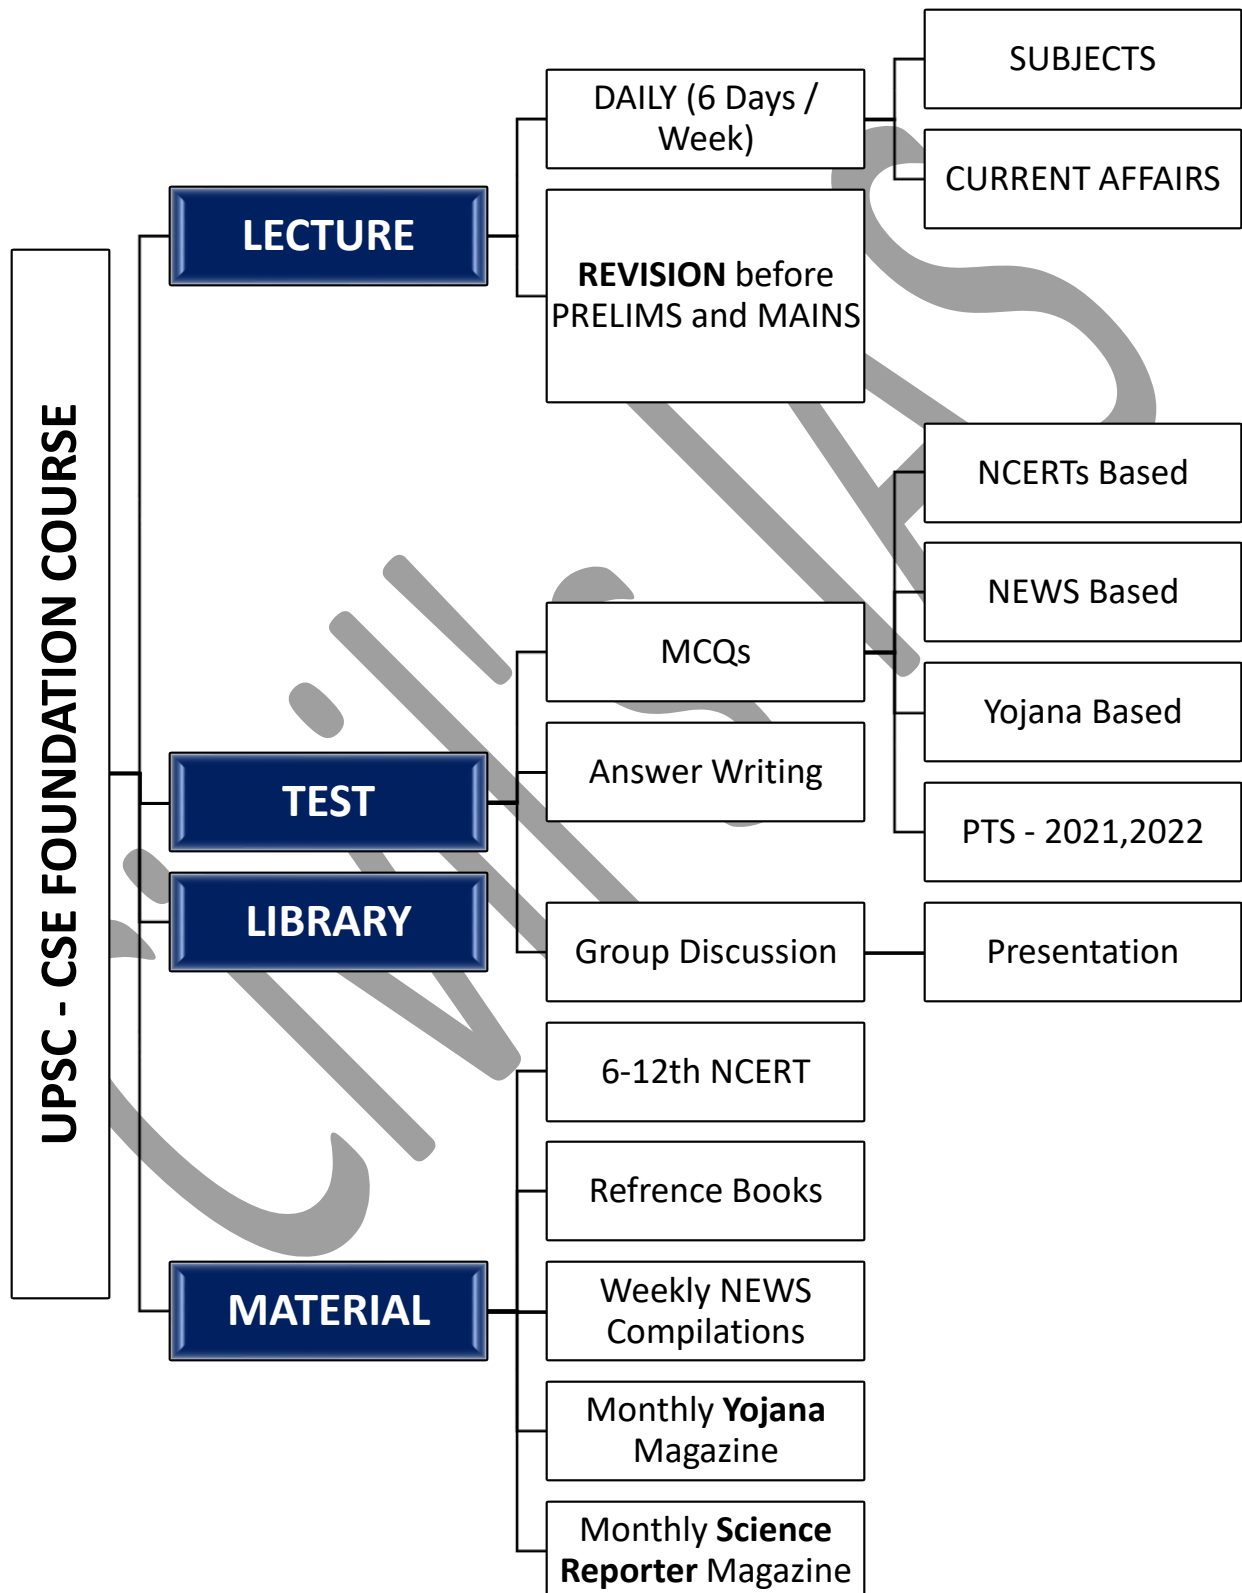 UPSC - CSE FOUNDATION COURSE
LECTURE
DAILY (6 Days /
Week)
SUBJECTS
CURRENT AFFAIRS
REVISION before
PRELIMS and MAINS
TEST
MCQs
NCERTs Based
NEWS Based
Yojana Based
PTS - 2021,2022
Answer Writing
Group Discussion
Presentation
LIBRARY
MATERIAL
6-12th NCERT
Refrence Books
Weekly NEWS
Compilations
Monthly Yojana
Magazine
Monthly Science
Reporter Magazine
Civil's IAS